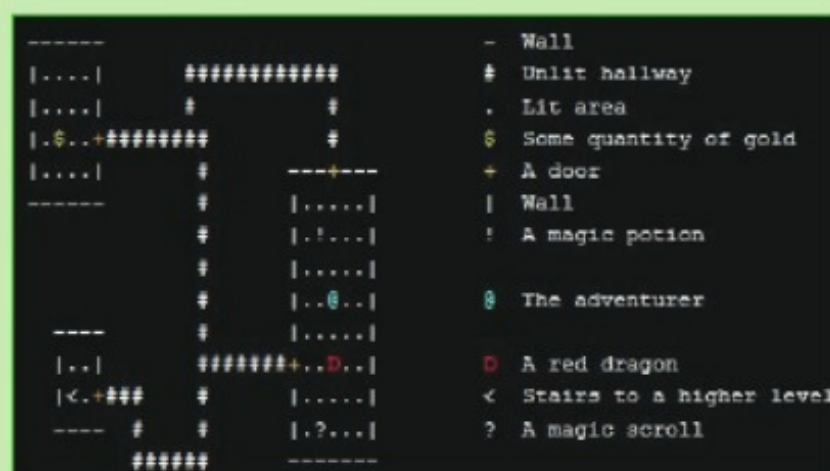 ------                                                - Wall
|....|          ############                          # Unlit hallway
|....|          #          #                          . Lit area
|.$..+########             #                          $ Some quantity of gold
|....|       #          ---+---                       + A door
------       #          |.....|                       | Wall
             #          |.!...|                       ! A magic potion
             #          |.....|
             #          |..@..|                       @ The adventurer
----         #          |.....|
|..|         #######+..D..|                           D A red dragon
|<.+###      #          |.....|                       < Stairs to a higher level
----  #      #          |.?...|                       ? A magic scroll
      ######            -------